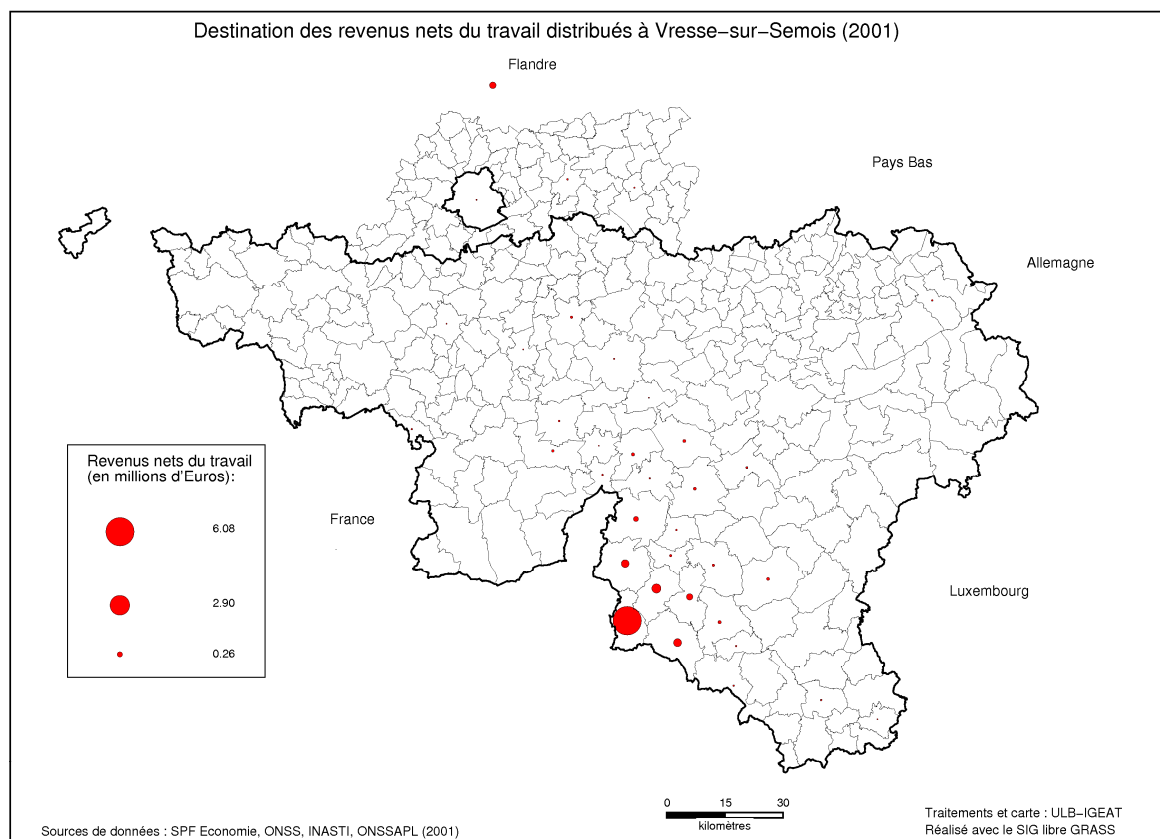 Destination des revenus nets du travail distribués à Vresse−sur−Semois (2001)
Flandre
Pays Bas
Allemagne
Revenus nets du travail
(en millions d'Euros):
6.08
2.90
0.26
France
Luxembourg
0 15 30
kilomètres
Sources de données : SPF Economie, ONSS, INASTI, ONSSAPL (2001)
Traitements et carte : ULB−IGEAT
Réalisé avec le SIG libre GRASS